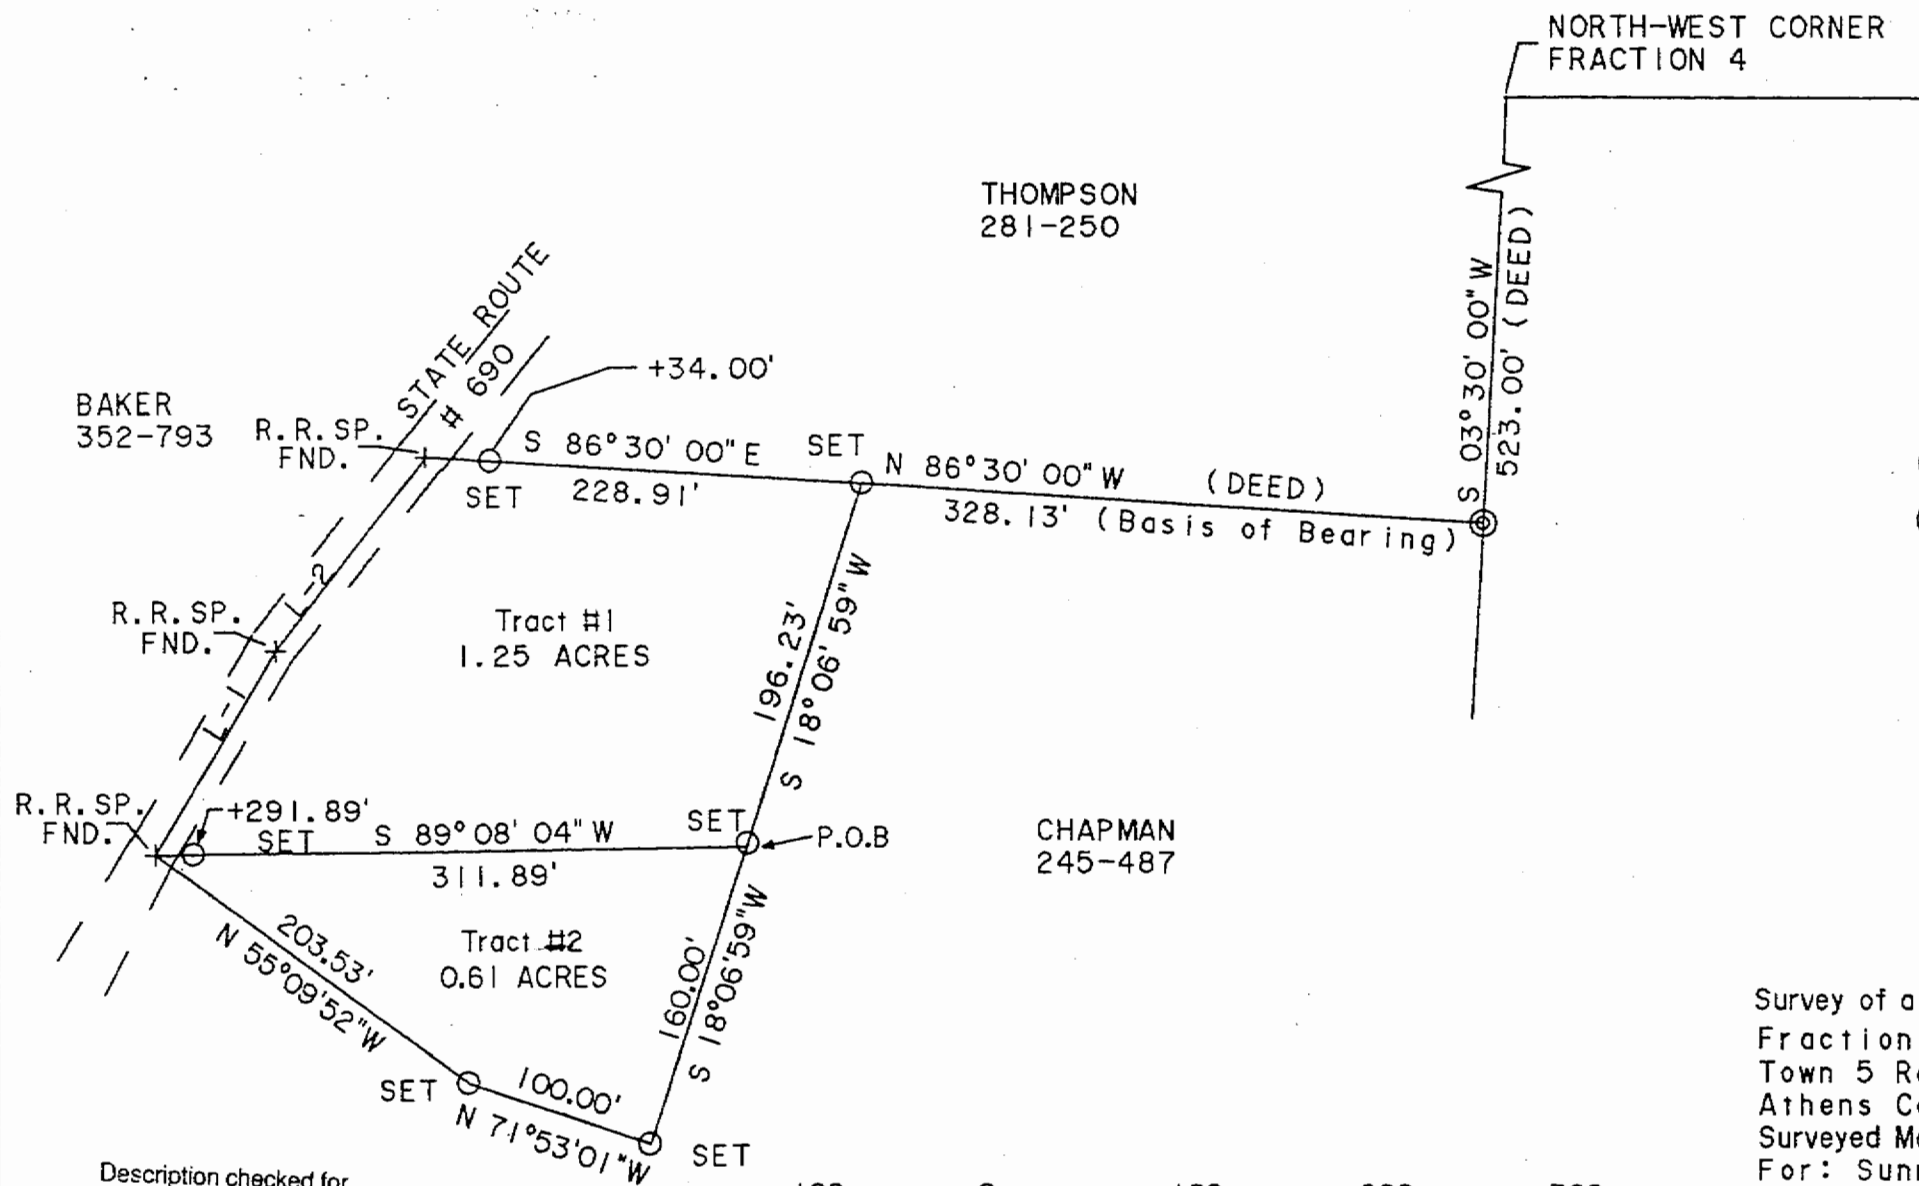 NORTH-WEST CORNER
FRACTION 4
THOMPSON
281-250
S 03°30'00"W
523.00' (DEED)
STATE ROUTE
# 690
+34.00'
BAKER
352-793
R.R.SP.
FND.
S 86°30'00"E
228.91'
SET
SET
N 86°30'00"W (DEED)
328.13' (Basis of Bearing)
L-2
R.R.SP.
FND.
Tract #1
1.25 ACRES
196.23'
S 18°06'59"W
L-1
R.R.SP.
FND.
+291.89'
SET
S 89°08'04"W
311.89'
SET
P.O.B
CHAPMAN
245-487
203.53'
N 55°09'52"W
Tract #2
0.61 ACRES
160.00'
S 18°06'59"W
SET
100.00'
N 71°53'01"W
SET
Survey of a
Fraction
Town 5 R
Athens C
Surveyed M
For: Sun
Description checked for